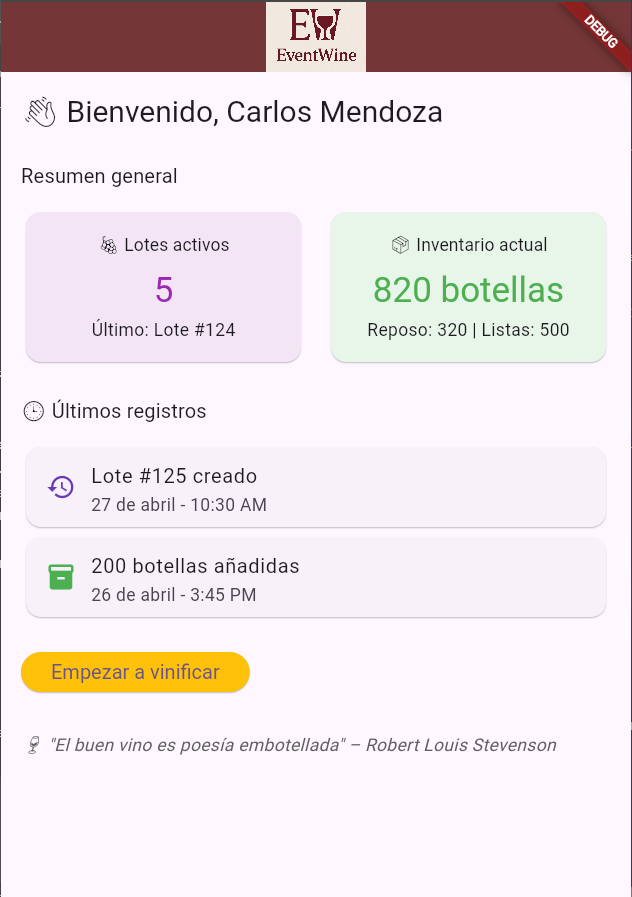 EW
EventWine
DEBUG
👋 Bienvenido, Carlos Mendoza
Resumen general
🍇 Lotes activos
5
Último: Lote #124
📦 Inventario actual
820 botellas
Reposo: 320 | Listas: 500
🕒 Últimos registros
Lote #125 creado
27 de abril - 10:30 AM
200 botellas añadidas
26 de abril - 3:45 PM
Empezar a vinificar
🍷 "El buen vino es poesía embotellada" – Robert Louis Stevenson